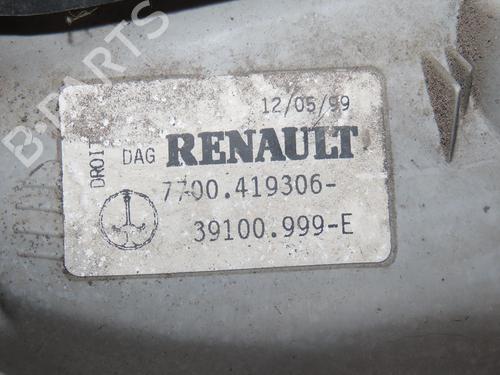 12/05/99
DROIT
DAG RENAULT
7700.419306-
39100.999-E
B-PARTS